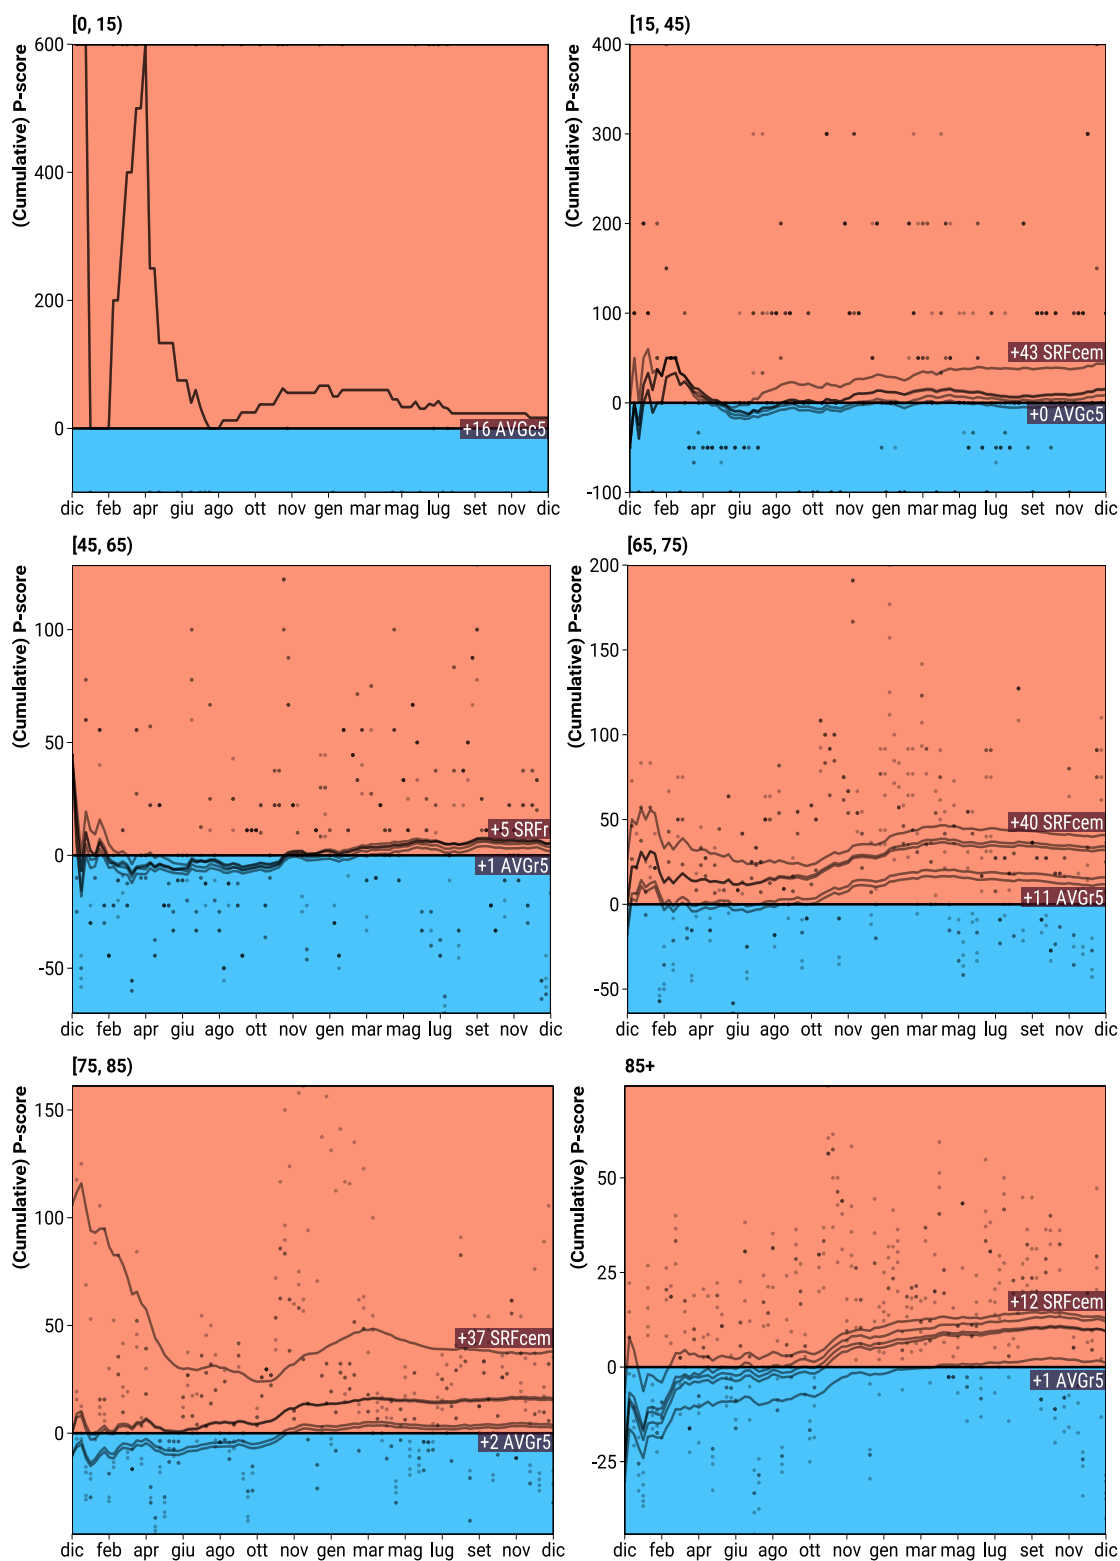 [0, 15)
(Cumulative) P-score
600
400
200
0
+16 AVGc5
dic feb apr giu ago ott nov gen mar mag lug set nov dic
[15, 45)
(Cumulative) P-score
400
300
200
100
0
-100
+43 SRFcem
+0 AVGc5
dic feb apr giu ago ott nov gen mar mag lug set nov dic
[45, 65)
(Cumulative) P-score
100
50
0
-50
+5 SRFr
+1 AVGr5
dic feb apr giu ago ott nov gen mar mag lug set nov dic
[65, 75)
(Cumulative) P-score
200
150
100
50
0
-50
+40 SRFcem
+11 AVGr5
dic feb apr giu ago ott nov gen mar mag lug set nov dic
[75, 85)
(Cumulative) P-score
150
100
50
0
+37 SRFcem
+2 AVGr5
dic feb apr giu ago ott nov gen mar mag lug set nov dic
85+
(Cumulative) P-score
50
25
0
-25
+12 SRFcem
+1 AVGr5
dic feb apr giu ago ott nov gen mar mag lug set nov dic